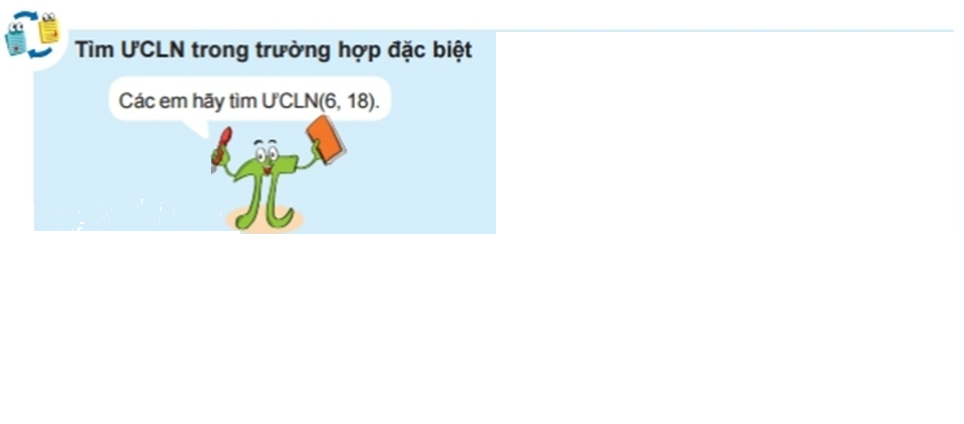 Tìm ƯCLN trong trường hợp đặc biệt
Các em hãy tìm ƯCLN(6, 18).